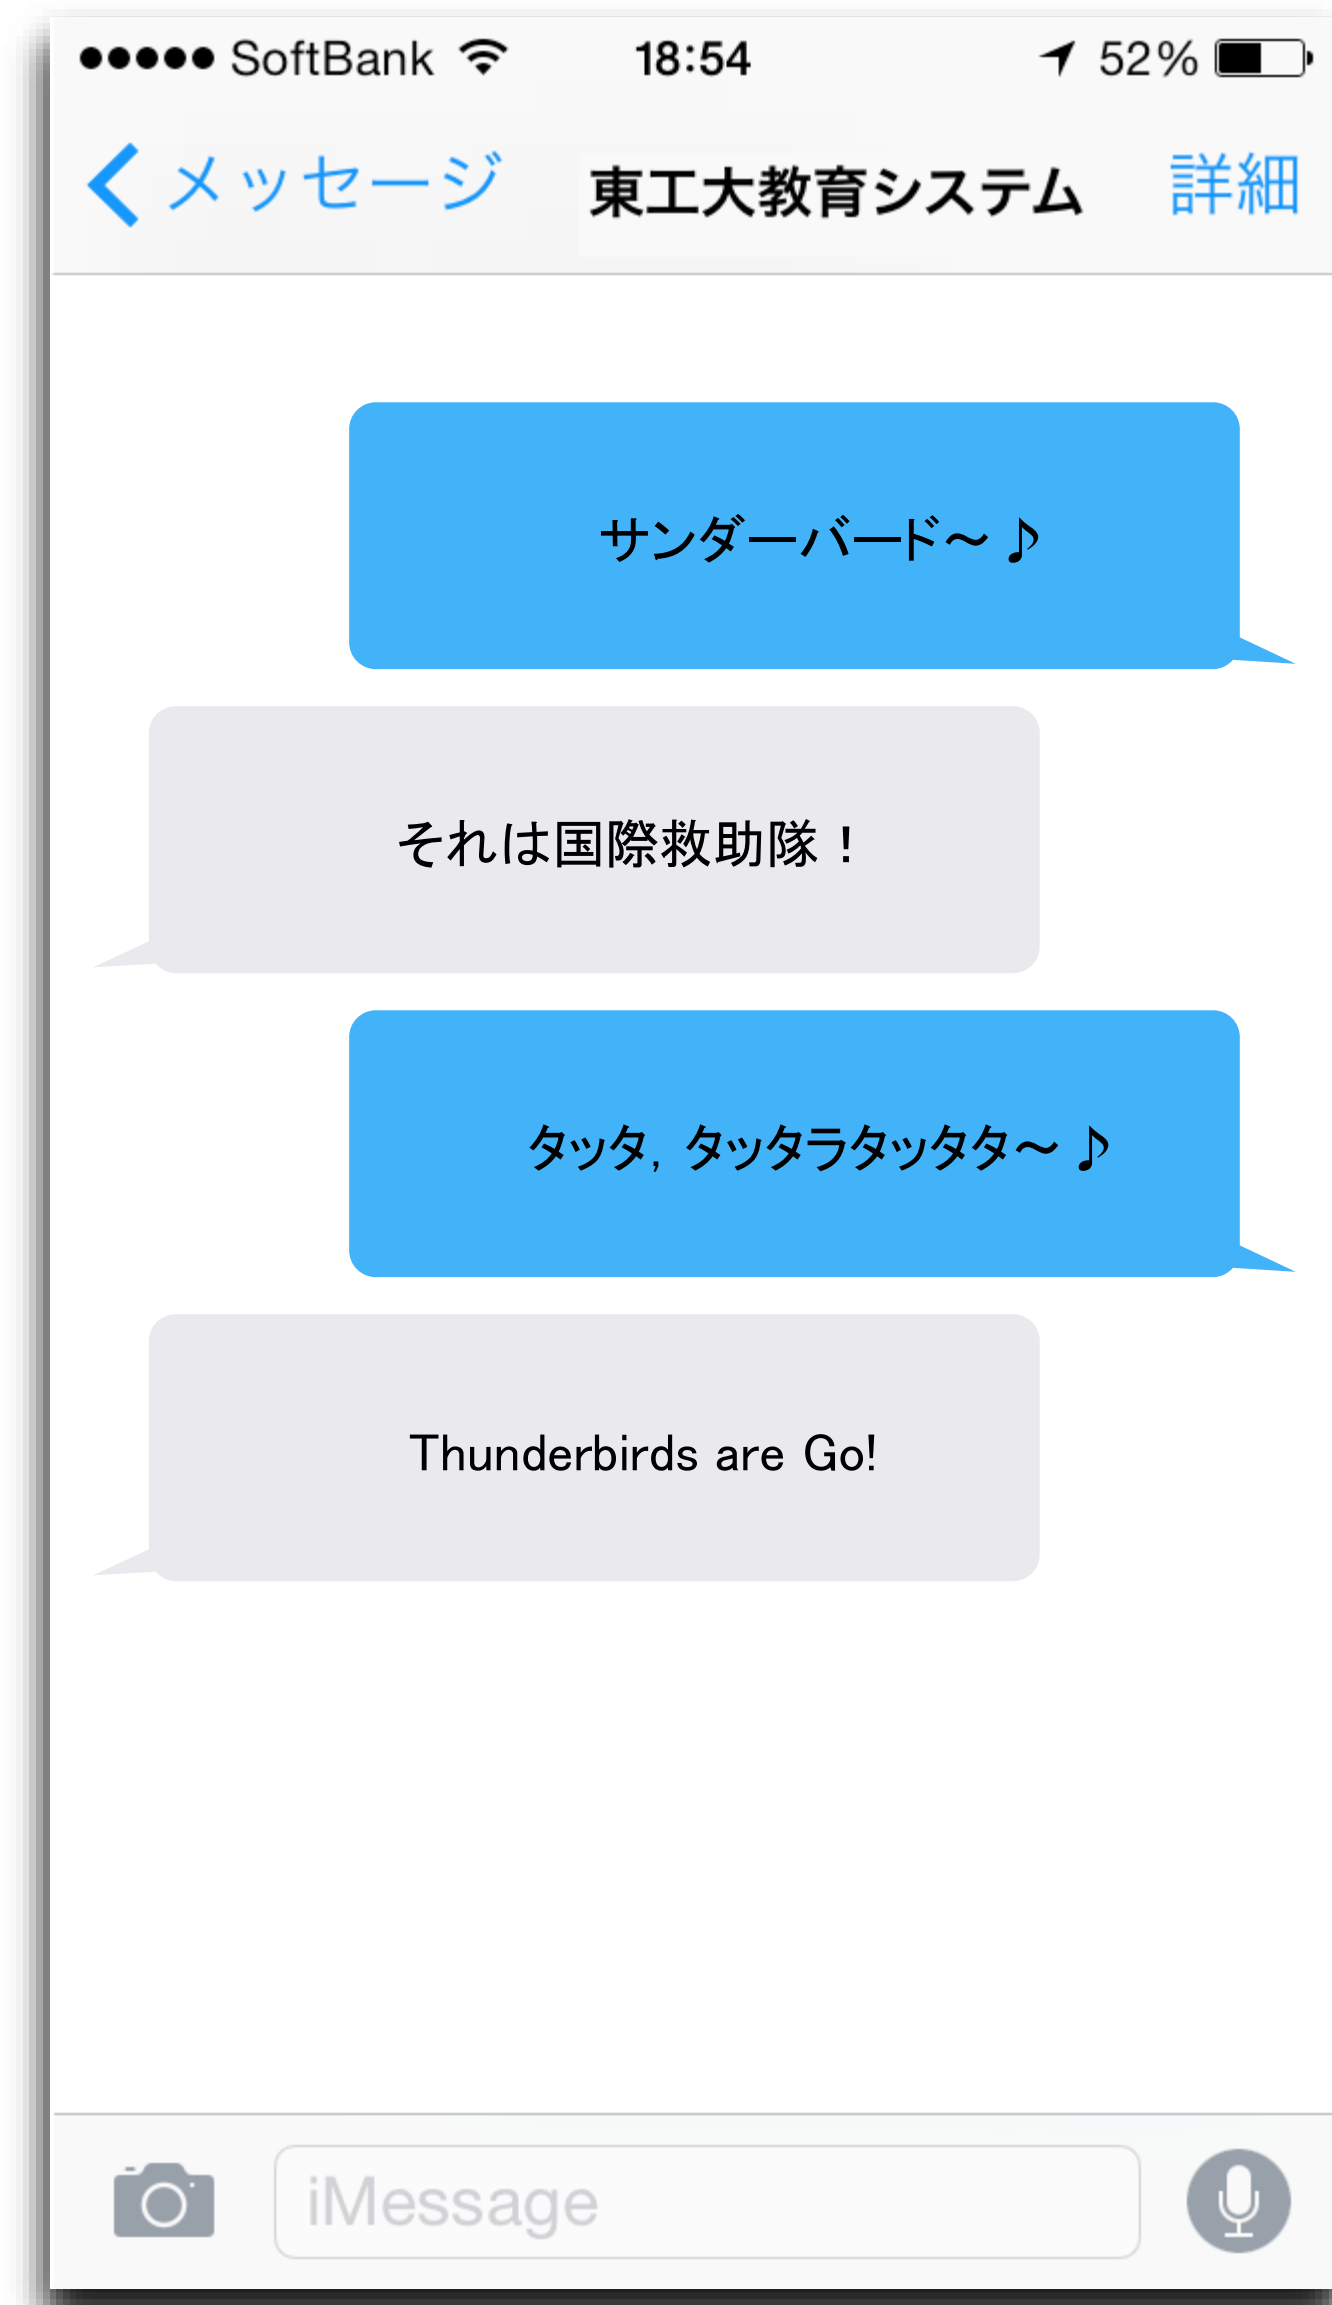 ●●●●● SoftBank 18:54 52%
メッセージ 東工大教育システム 詳細
サンダーバード～♪
それは国際救助隊！
タッタ, タッタラタッタタ～♪
Thunderbirds are Go!
iMessage